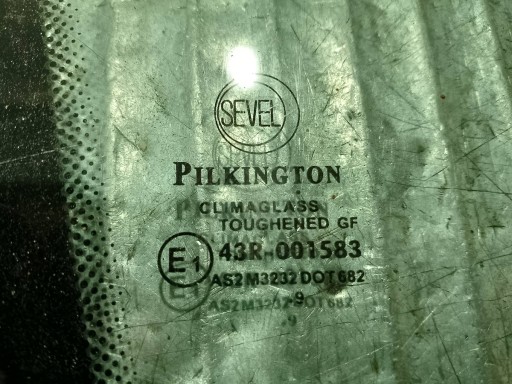 SEVEL
PILKINGTON
CLIMAGLASS
TOUGHENED GF
E1 43R-001583
AS2 M3232 DOT 682
9